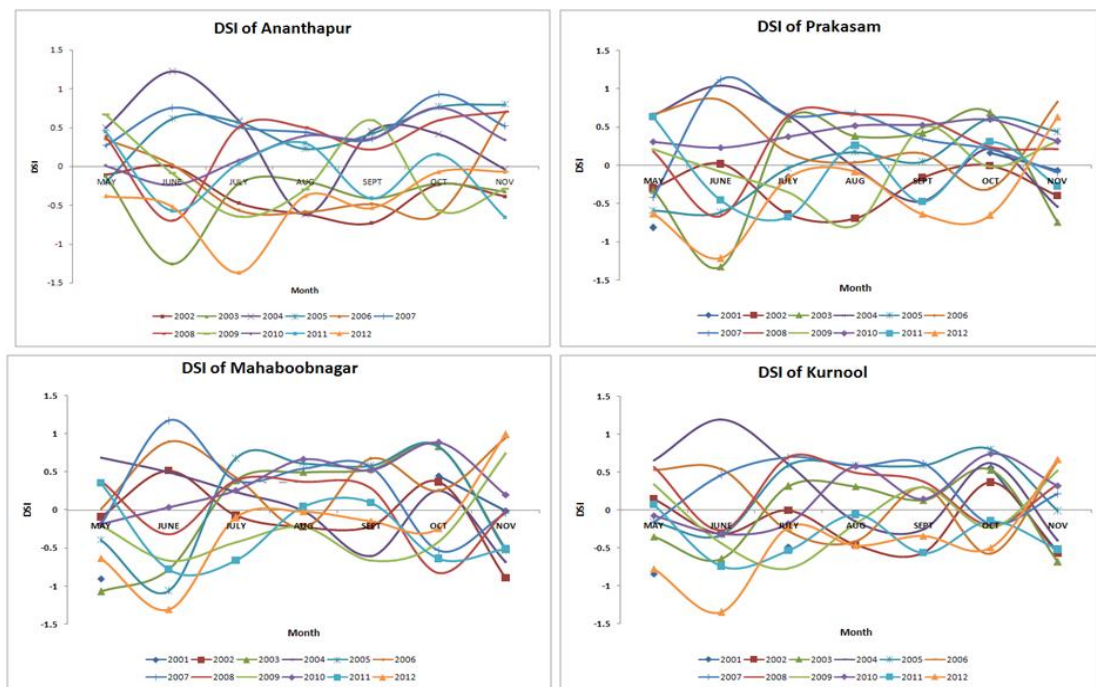 DSI of Ananthapur
1.5
1
0.5
0
-0.5
-1
-1.5
DSI
MAY JUNE JULY AUG SEPT OCT NOV
Month
2002 2003 2004 2005 2006 2007
2008 2009 2010 2011 2012
DSI of Prakasam
1.5
1
0.5
0
-0.5
-1
-1.5
DSI
MAY JUNE JULY AUG SEPT OCT NOV
Month
2001 2002 2003 2004 2005 2006
2007 2008 2009 2010 2011 2012
DSI of Mahaboobnagar
1.5
1
0.5
0
-0.5
-1
-1.5
DSI
MAY JUNE JULY AUG SEPT OCT NOV
Month
2001 2002 2003 2004 2005 2006
2007 2008 2009 2010 2011 2012
DSI of Kurnool
1.5
1
0.5
0
-0.5
-1
-1.5
DSI
MAY JUNE JULY AUG SEPT OCT NOV
Month
2001 2002 2003 2004 2005 2006
2007 2008 2009 2010 2011 2012